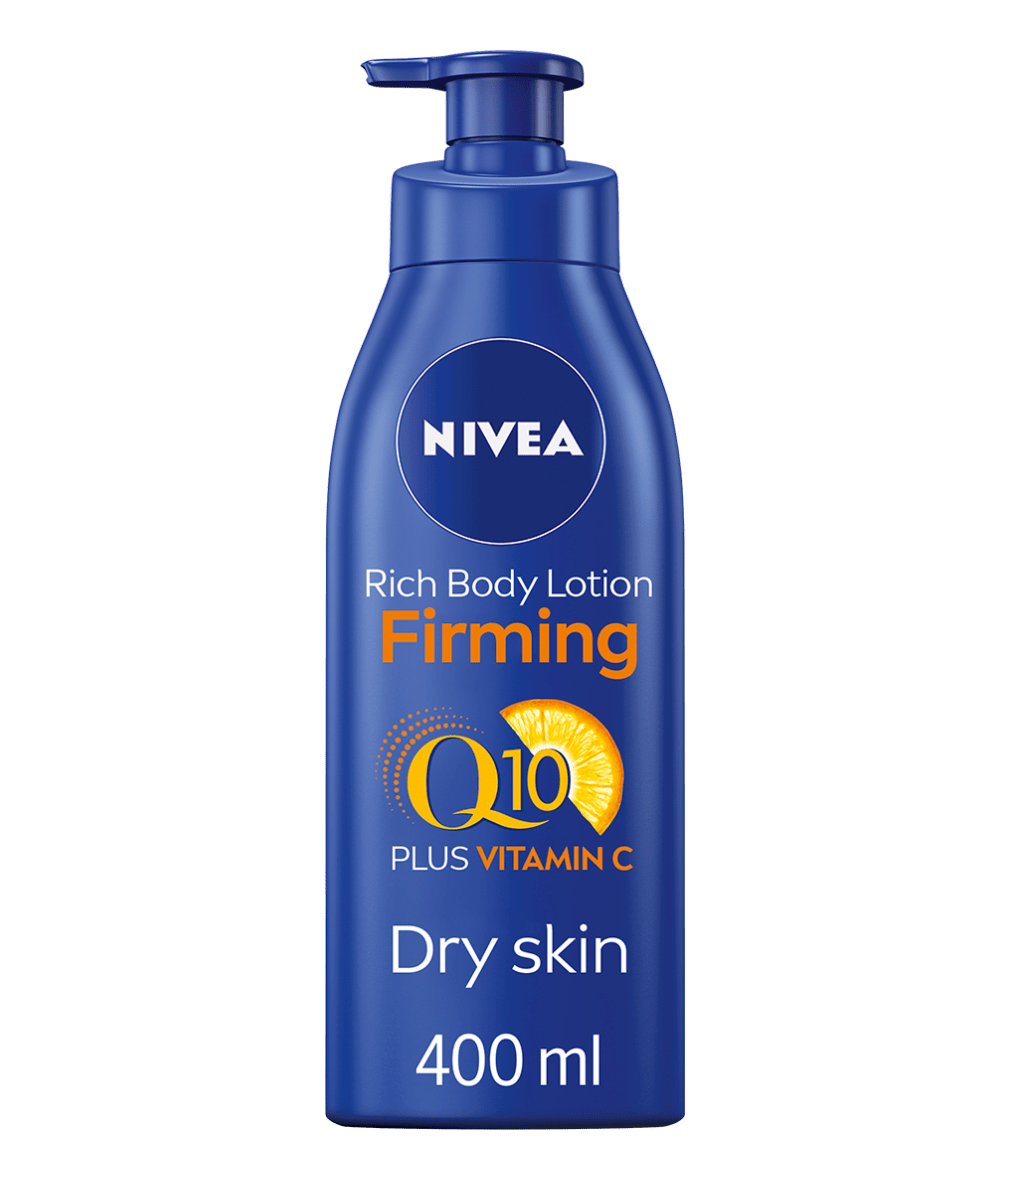 NIVEA
Rich Body Lotion
Firming
Q10
PLUS VITAMIN C
Dry skin
400 ml